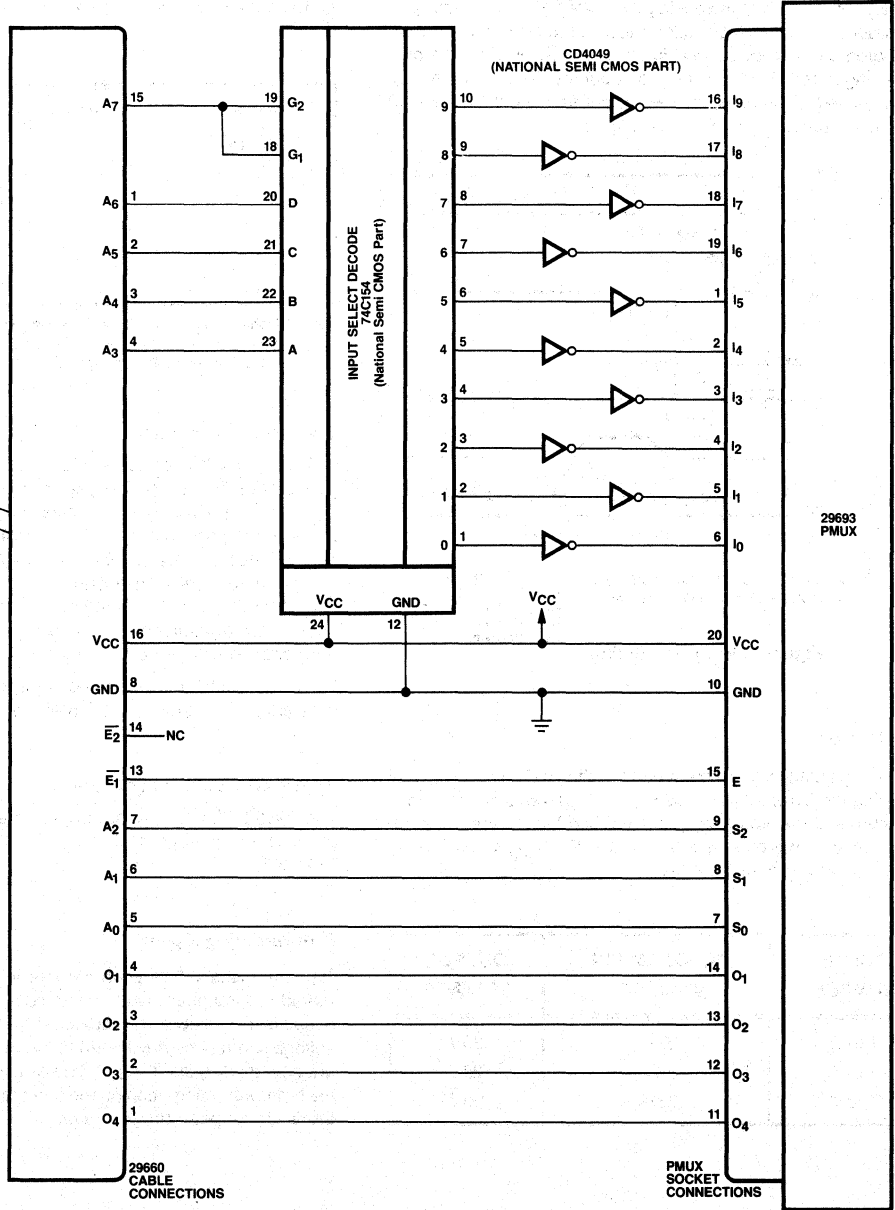 CD4049
(NATIONAL SEMI CMOS PART)
A7 15 19 G2 9 10 16 I9
18 G1 8 9 17 I8
A6 1 20 D 7 8 18 I7
A5 2 21 C 6 7 19 I6
A4 3 22 B 5 6 1 I5
A3 4 23 A 4 5 2 I4
3 4 3 I3
2 3 4 I2
1 2 5 I1
0 1 6 I0
INPUT SELECT DECODE
74C154
(National Semi CMOS Part)
29693
PMUX
VCC GND VCC
24 12
VCC 16 20 VCC
GND 8 10 GND
E2 14 NC
E1 13 15 E
A2 7 9 S2
A1 6 8 S1
A0 5 7 S0
O1 4 14 O1
O2 3 13 O2
O3 2 12 O3
O4 1 11 O4
29660
CABLE
CONNECTIONS
PMUX
SOCKET
CONNECTIONS